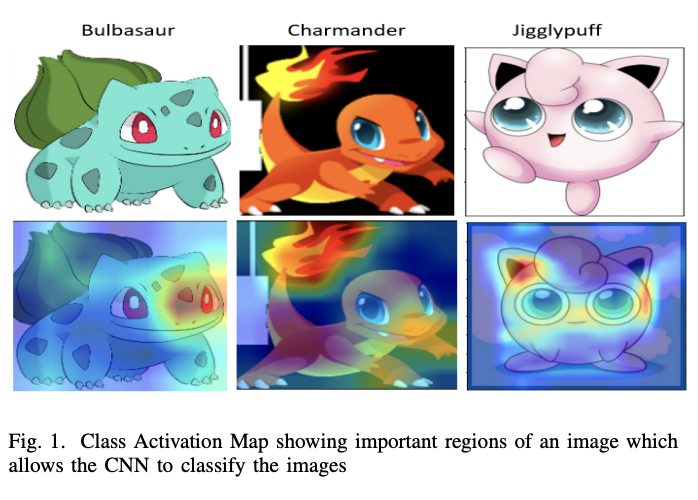 Bulbasaur Charmander Jigglypuff
Fig. 1. Class Activation Map showing important regions of an image which
allows the CNN to classify the images